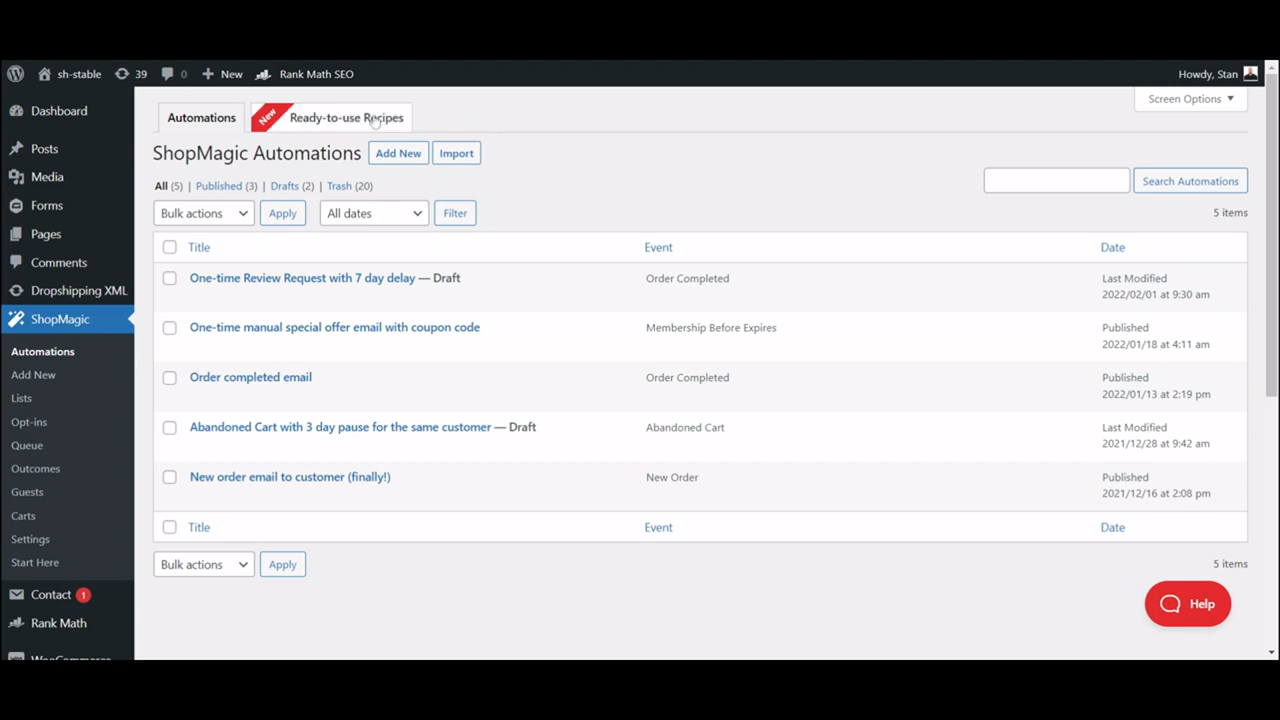 sh-stable 39 0 New Rank Math SEO Howdy, Stan
Dashboard
Posts
Media
Forms
Pages
Comments
Dropshipping XML
ShopMagic
Automations
Add New
Lists
Opt-ins
Queue
Outcomes
Guests
Carts
Settings
Start Here
Contact 1
Rank Math
WooCommerce
Screen Options
Automations New Ready-to-use Recipes
ShopMagic Automations Add New Import
All (5) | Published (3) | Drafts (2) | Trash (20)
Search Automations
Bulk actions Apply All dates Filter 5 items
Title Event Date
One-time Review Request with 7 day delay — Draft Order Completed Last Modified
2022/02/01 at 9:30 am
One-time manual special offer email with coupon code Membership Before Expires Published
2022/01/18 at 4:11 am
Order completed email Order Completed Published
2022/01/13 at 2:19 pm
Abandoned Cart with 3 day pause for the same customer — Draft Abandoned Cart Last Modified
2021/12/28 at 9:42 am
New order email to customer (finally!) New Order Published
2021/12/16 at 2:08 pm
Title Event Date
Bulk actions Apply 5 items
Help